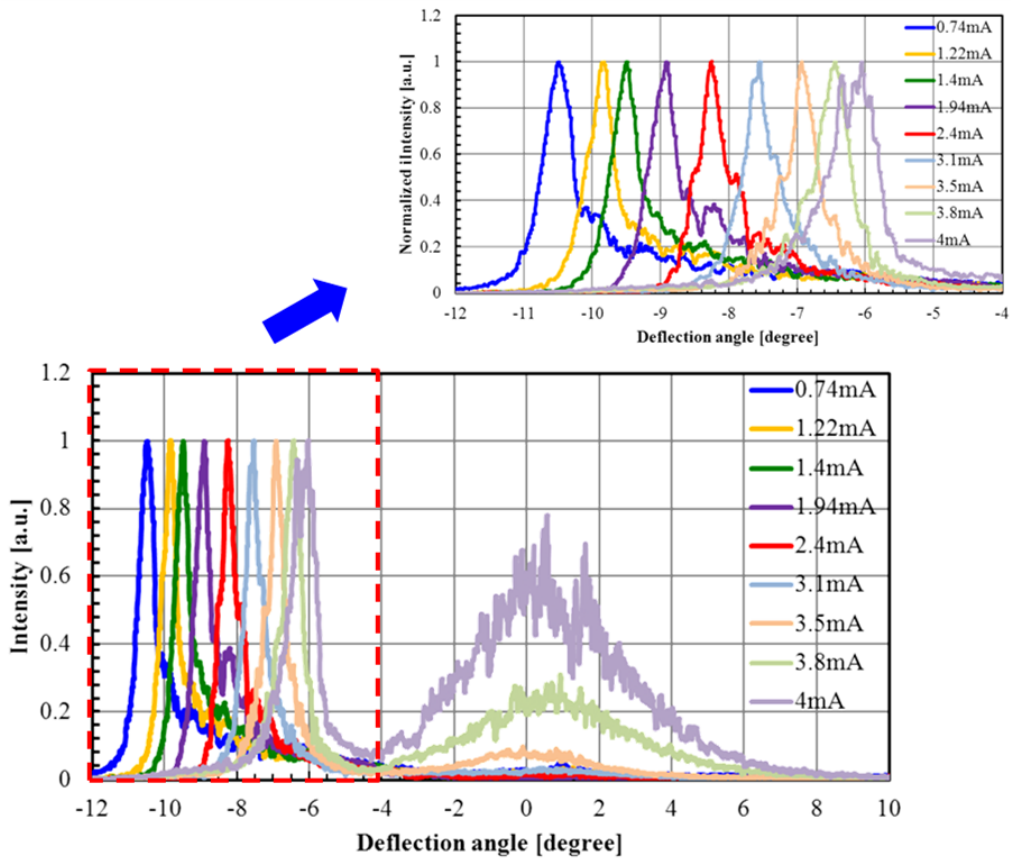 1.2
1
0.8
0.6
0.4
0.2
0
Normalized iIntensity [a.u.]
-12 -11 -10 -9 -8 -7 -6 -5 -4
Deflection angle [degree]
0.74mA
1.22mA
1.4mA
1.94mA
2.4mA
3.1mA
3.5mA
3.8mA
4mA
1.2
1
0.8
0.6
0.4
0.2
0
Intensity [a.u.]
-12 -10 -8 -6 -4 -2 0 2 4 6 8 10
Deflection angle [degree]
0.74mA
1.22mA
1.4mA
1.94mA
2.4mA
3.1mA
3.5mA
3.8mA
4mA